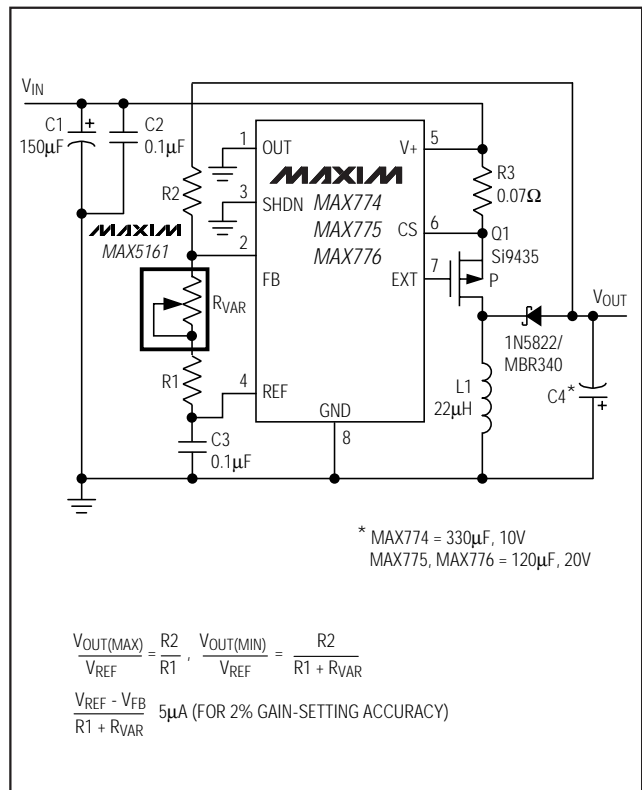 VIN
C1
150µF
+
C2
0.1µF
R2
MAXIM
MAX5161
RVAR
R1
C3
0.1µF
1
OUT
3
SHDN
2
FB
4
REF
MAXIM
MAX774
MAX775
MAX776
GND
8
V+
5
CS
6
EXT
7
R3
0.07Ω
Q1
Si9435
P
VOUT
1N5822/
MBR340
L1
22µH
C4*
+
* MAX774 = 330µF, 10V
MAX775, MAX776 = 120µF, 20V
VOUT(MAX)/VREF = R2/R1 , VOUT(MIN)/VREF = R2/(R1 + RVAR)
(VREF - VFB)/(R1 + RVAR) 5µA (FOR 2% GAIN-SETTING ACCURACY)